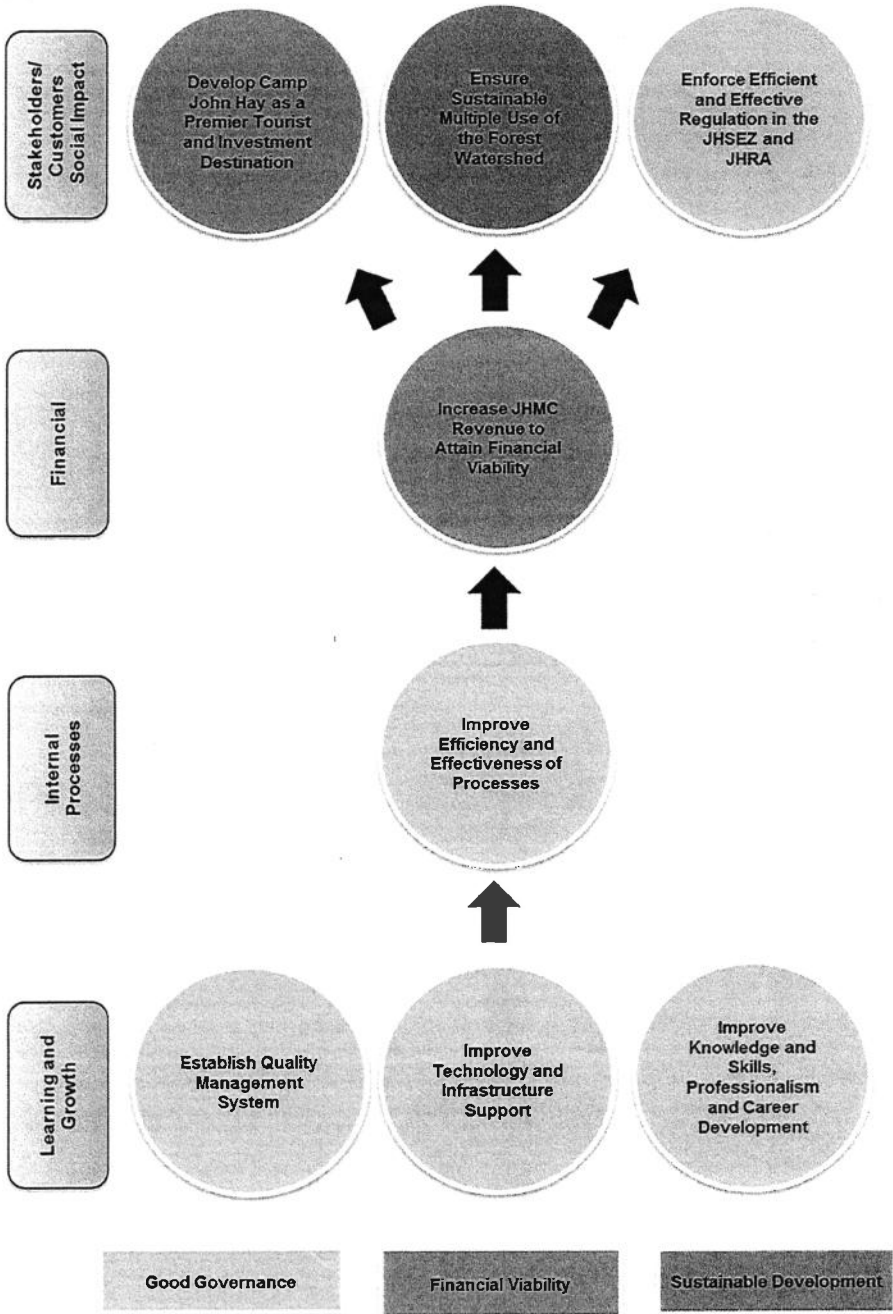 Stakeholders/
Customers
Social Impact
Develop Camp
John Hay as a
Premier Tourist
and Investment
Destination
Ensure
Sustainable
Multiple Use of
the Forest
Watershed
Enforce Efficient
and Effective
Regulation in the
JHSEZ and
JHRA
Financial
Increase JHMC
Revenue to
Attain Financial
Viability
Internal
Processes
Improve
Efficiency and
Effectiveness of
Processes
Learning and
Growth
Establish Quality
Management
System
Improve
Technology and
Infrastructure
Support
Improve
Knowledge and
Skills,
Professionalism
and Career
Development
Good Governance
Financial Viability
Sustainable Development